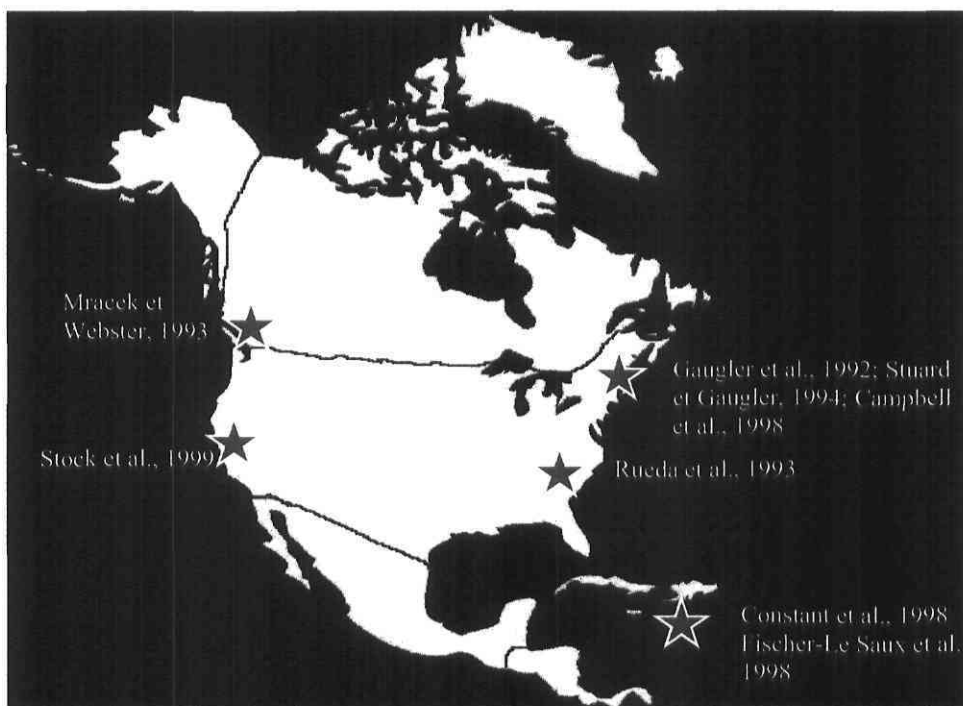 Mracek et
Webster, 1993
Stock et al., 1999
Gaugler et al., 1992; Stuard
et Gaugler, 1994; Campbell
et al., 1998
Rueda et al., 1993
Constant et al., 1998
Fischer-Le Saux et al.
1998